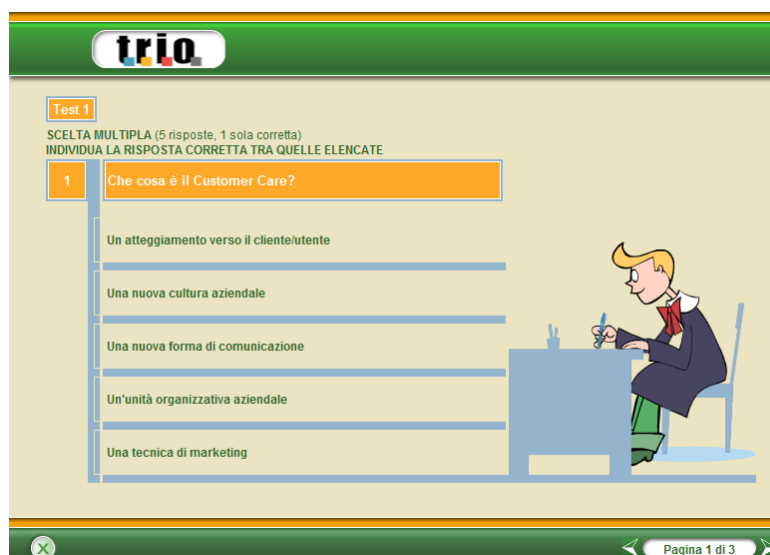 trio
Test 1
SCELTA MULTIPLA (5 risposte, 1 sola corretta)
INDIVIDUA LA RISPOSTA CORRETTA TRA QUELLE ELENCATE
1 Che cosa è il Customer Care?
Un atteggiamento verso il cliente/utente
Una nuova cultura aziendale
Una nuova forma di comunicazione
Un'unità organizzativa aziendale
Una tecnica di marketing
Pagina 1 di 3